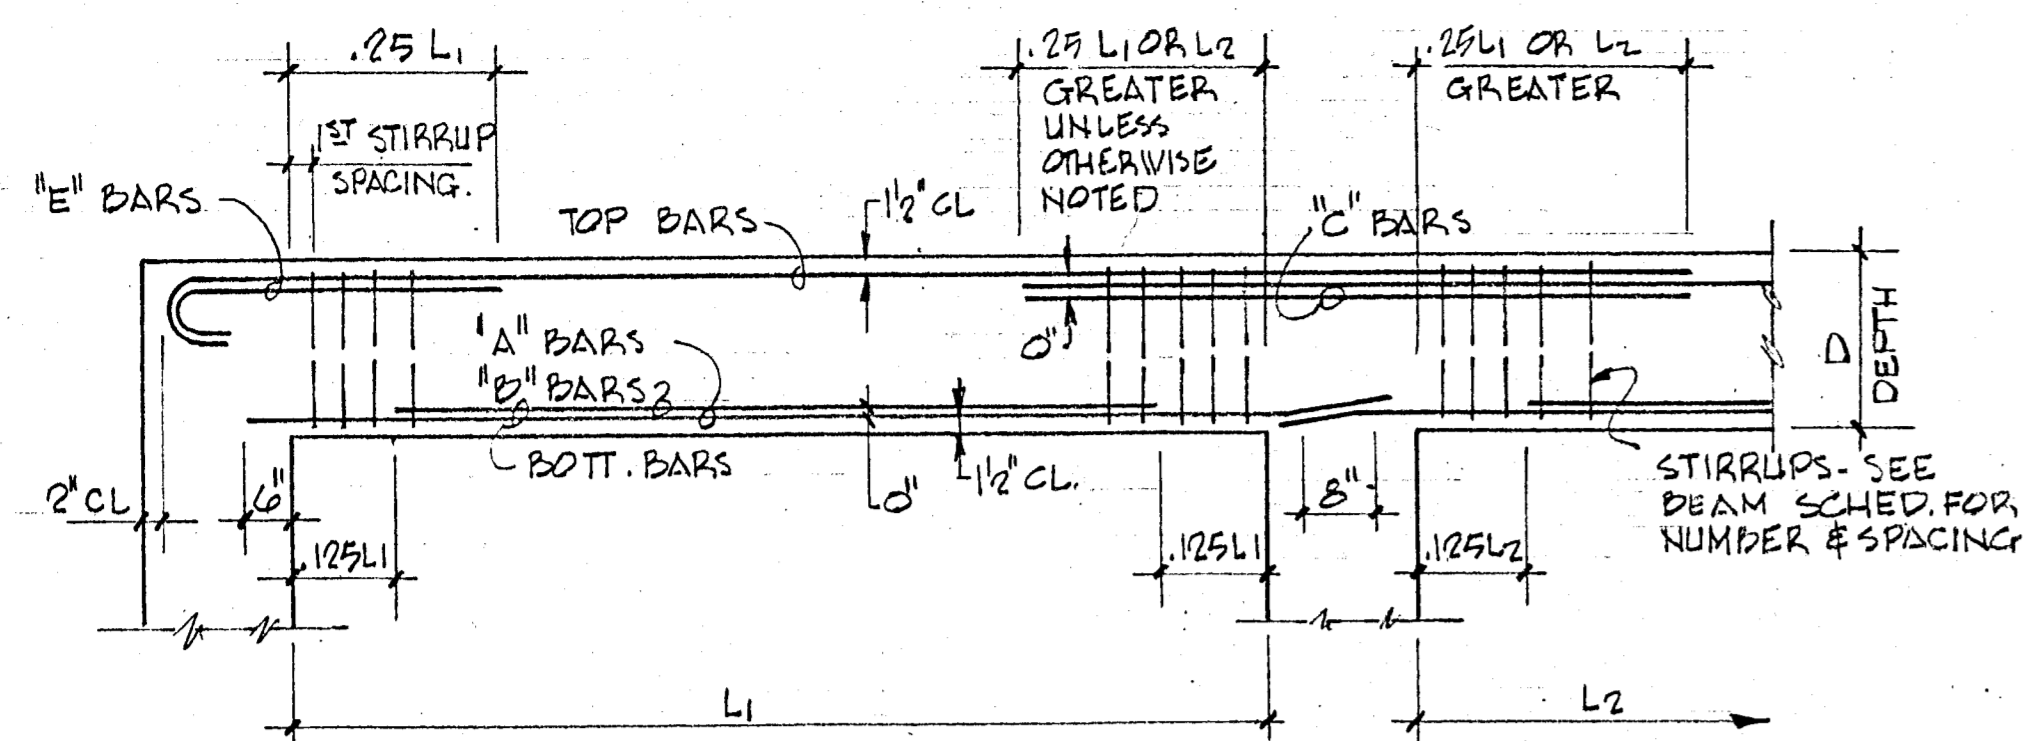 .25 L1
.25 L1 OR L2
GREATER
UNLESS
OTHERWISE
NOTED
.25L1 OR L2
GREATER
1ST STIRRUP
SPACING.
"E" BARS
TOP BARS
1½" CL
"C" BARS
'A" BARS
"B" BARS
0"
BOTT. BARS
D
DEPTH
2" CL
6"
0"
1½" CL.
8"
STIRRUPS - SEE
BEAM SCHED. FOR
NUMBER & SPACING
.125L1
.125L1
.125L2
L1
L2